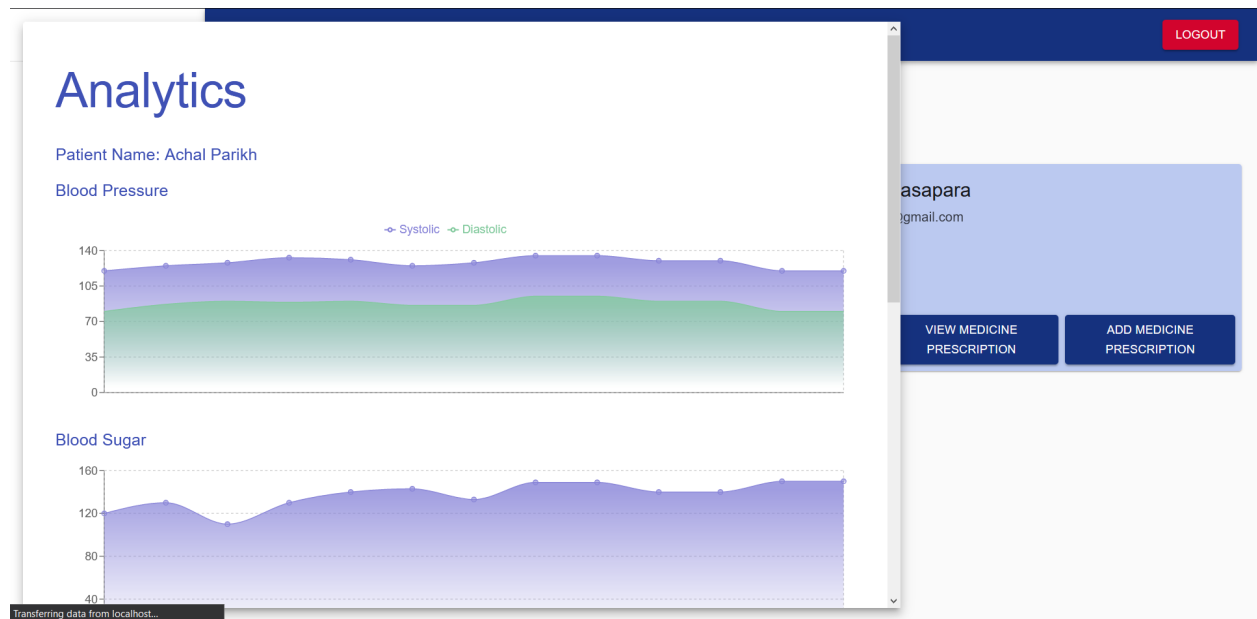 LOGOUT
Analytics
Patient Name: Achal Parikh
Blood Pressure
Systolic Diastolic
140
105
70
35
0
Blood Sugar
160
120
80
40
asapara
@gmail.com
VIEW MEDICINE
PRESCRIPTION
ADD MEDICINE
PRESCRIPTION
Transferring data from localhost...